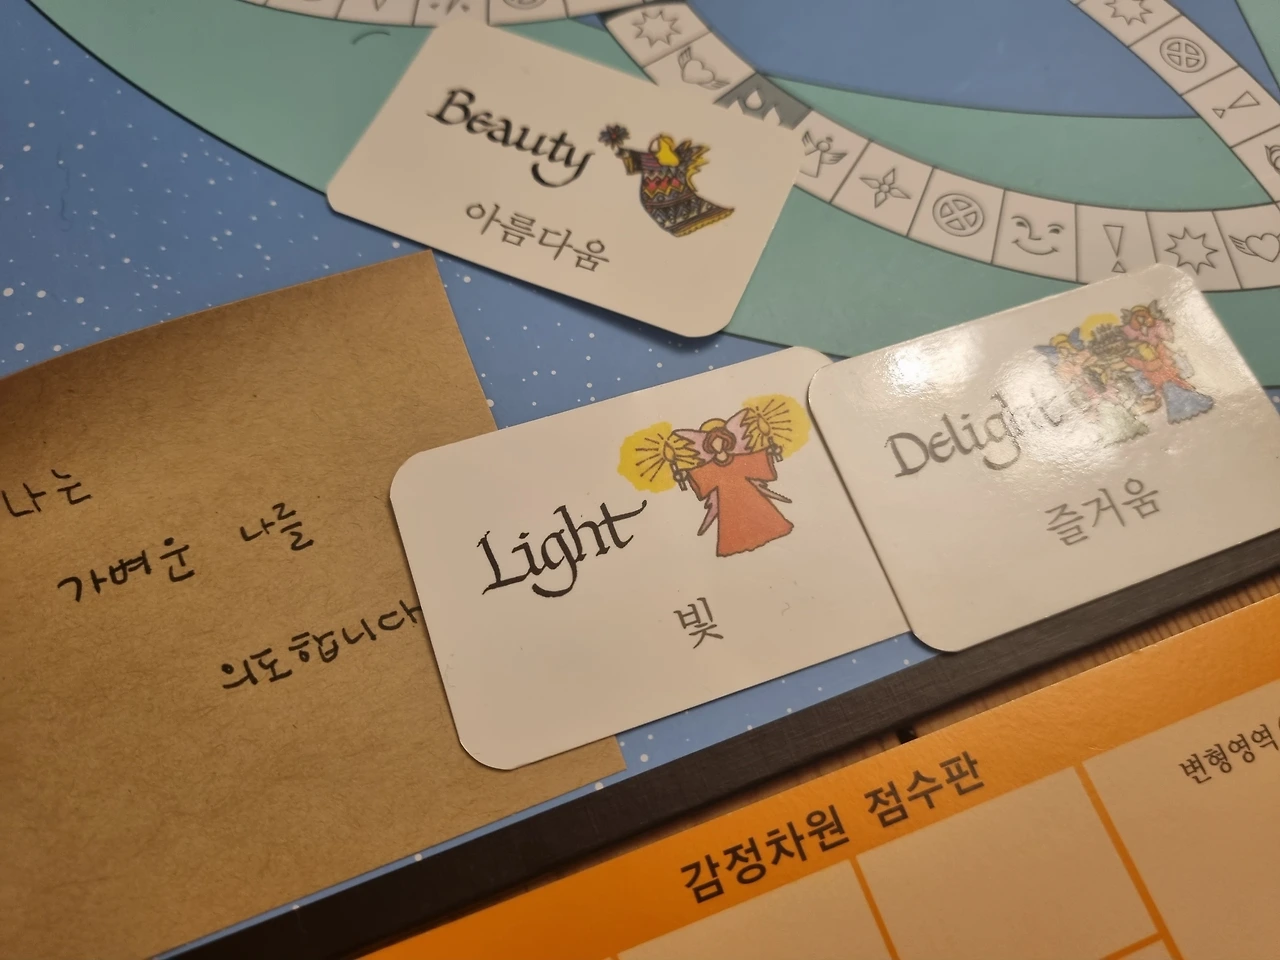 Beauty
아름다움
Delight
즐거움
Light
빛
나는
가벼운 나를
의도합니다
감정차원 점수판
변형영역